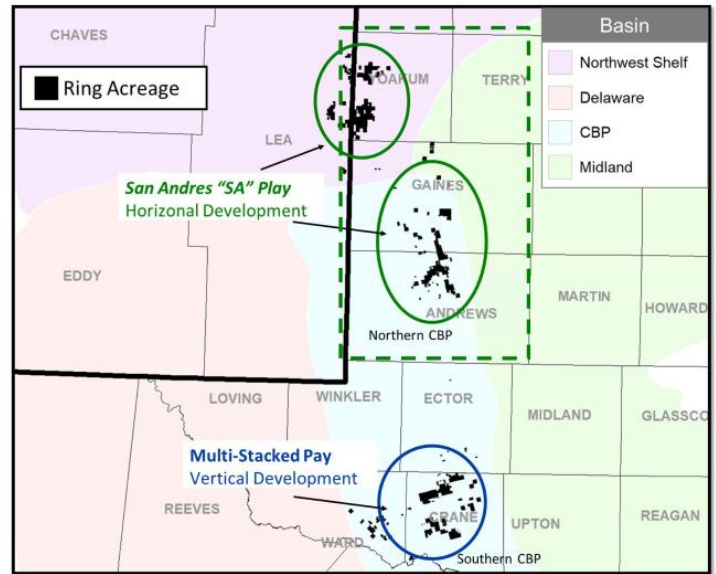 CHAVES
Basin
Northwest Shelf
Delaware
CBP
Midland
Ring Acreage
YOAKUM
TERRY
LEA
San Andres “SA” Play
Horizonal Development
GAINES
EDDY
MARTIN
HOWARD
ANDREWS
Northern CBP
LOVING
WINKLER
ECTOR
MIDLAND
GLASSCO
Multi-Stacked Pay
Vertical Development
REEVES
CRANE
UPTON
REAGAN
WARD
Southern CBP